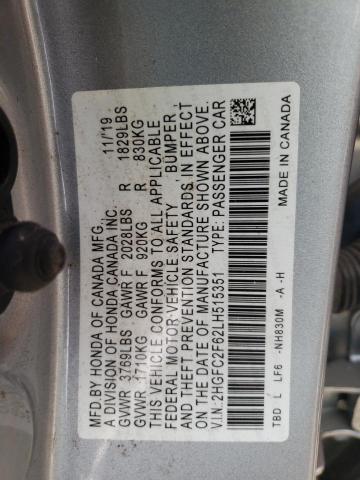 MFD.BY HONDA OF CANADA MFG. 11/19
A DIVISION OF HONDA CANADA INC.
GVWR 3769LBS GAWR F 2028LBS R 1829LBS
GVWR 1710KG GAWR F 920KG R 830KG
THIS VEHICLE CONFORMS TO ALL APPLICABLE
FEDERAL MOTOR-VEHICLE SAFETY BUMPER,
AND THEFT PREVENTION STANDARDS, IN EFFECT
ON THE DATE OF MANUFACTURE SHOWN ABOVE.
V.I.N.:2HGFC2F62LH515351 TYPE: PASSENGER CAR
TBD L LF6 -NH830M -A -H MADE IN CANADA